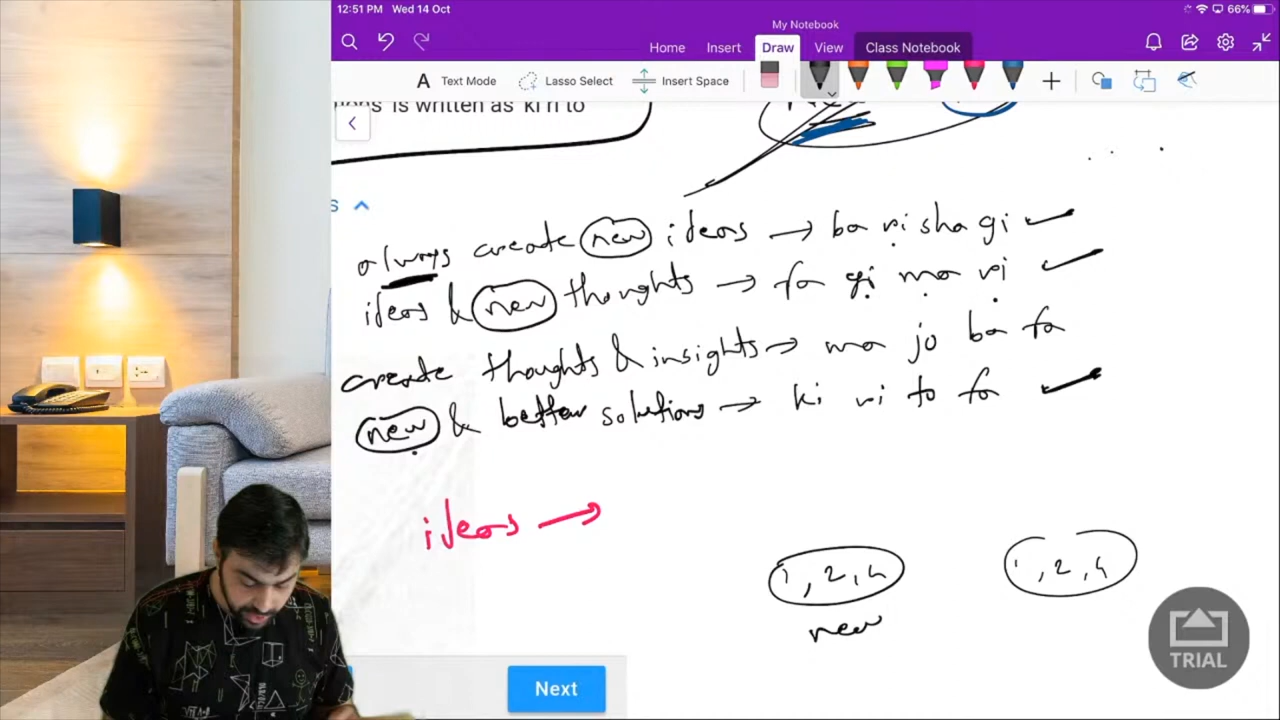 12:51 PM Wed 14 Oct
66%
My Notebook
Home Insert Draw View Class Notebook
A Text Mode Lasso Select Insert Space
is written as ki ri to
always create new ideas → ba ri sha gi
ideas & new thoughts → fa gi ma ri
create thoughts & insights → ma jo ba fa
new & better solutions → ki ri to fa
ideas →
1, 2, 4 1, 2, 4
new
TRIAL
Next